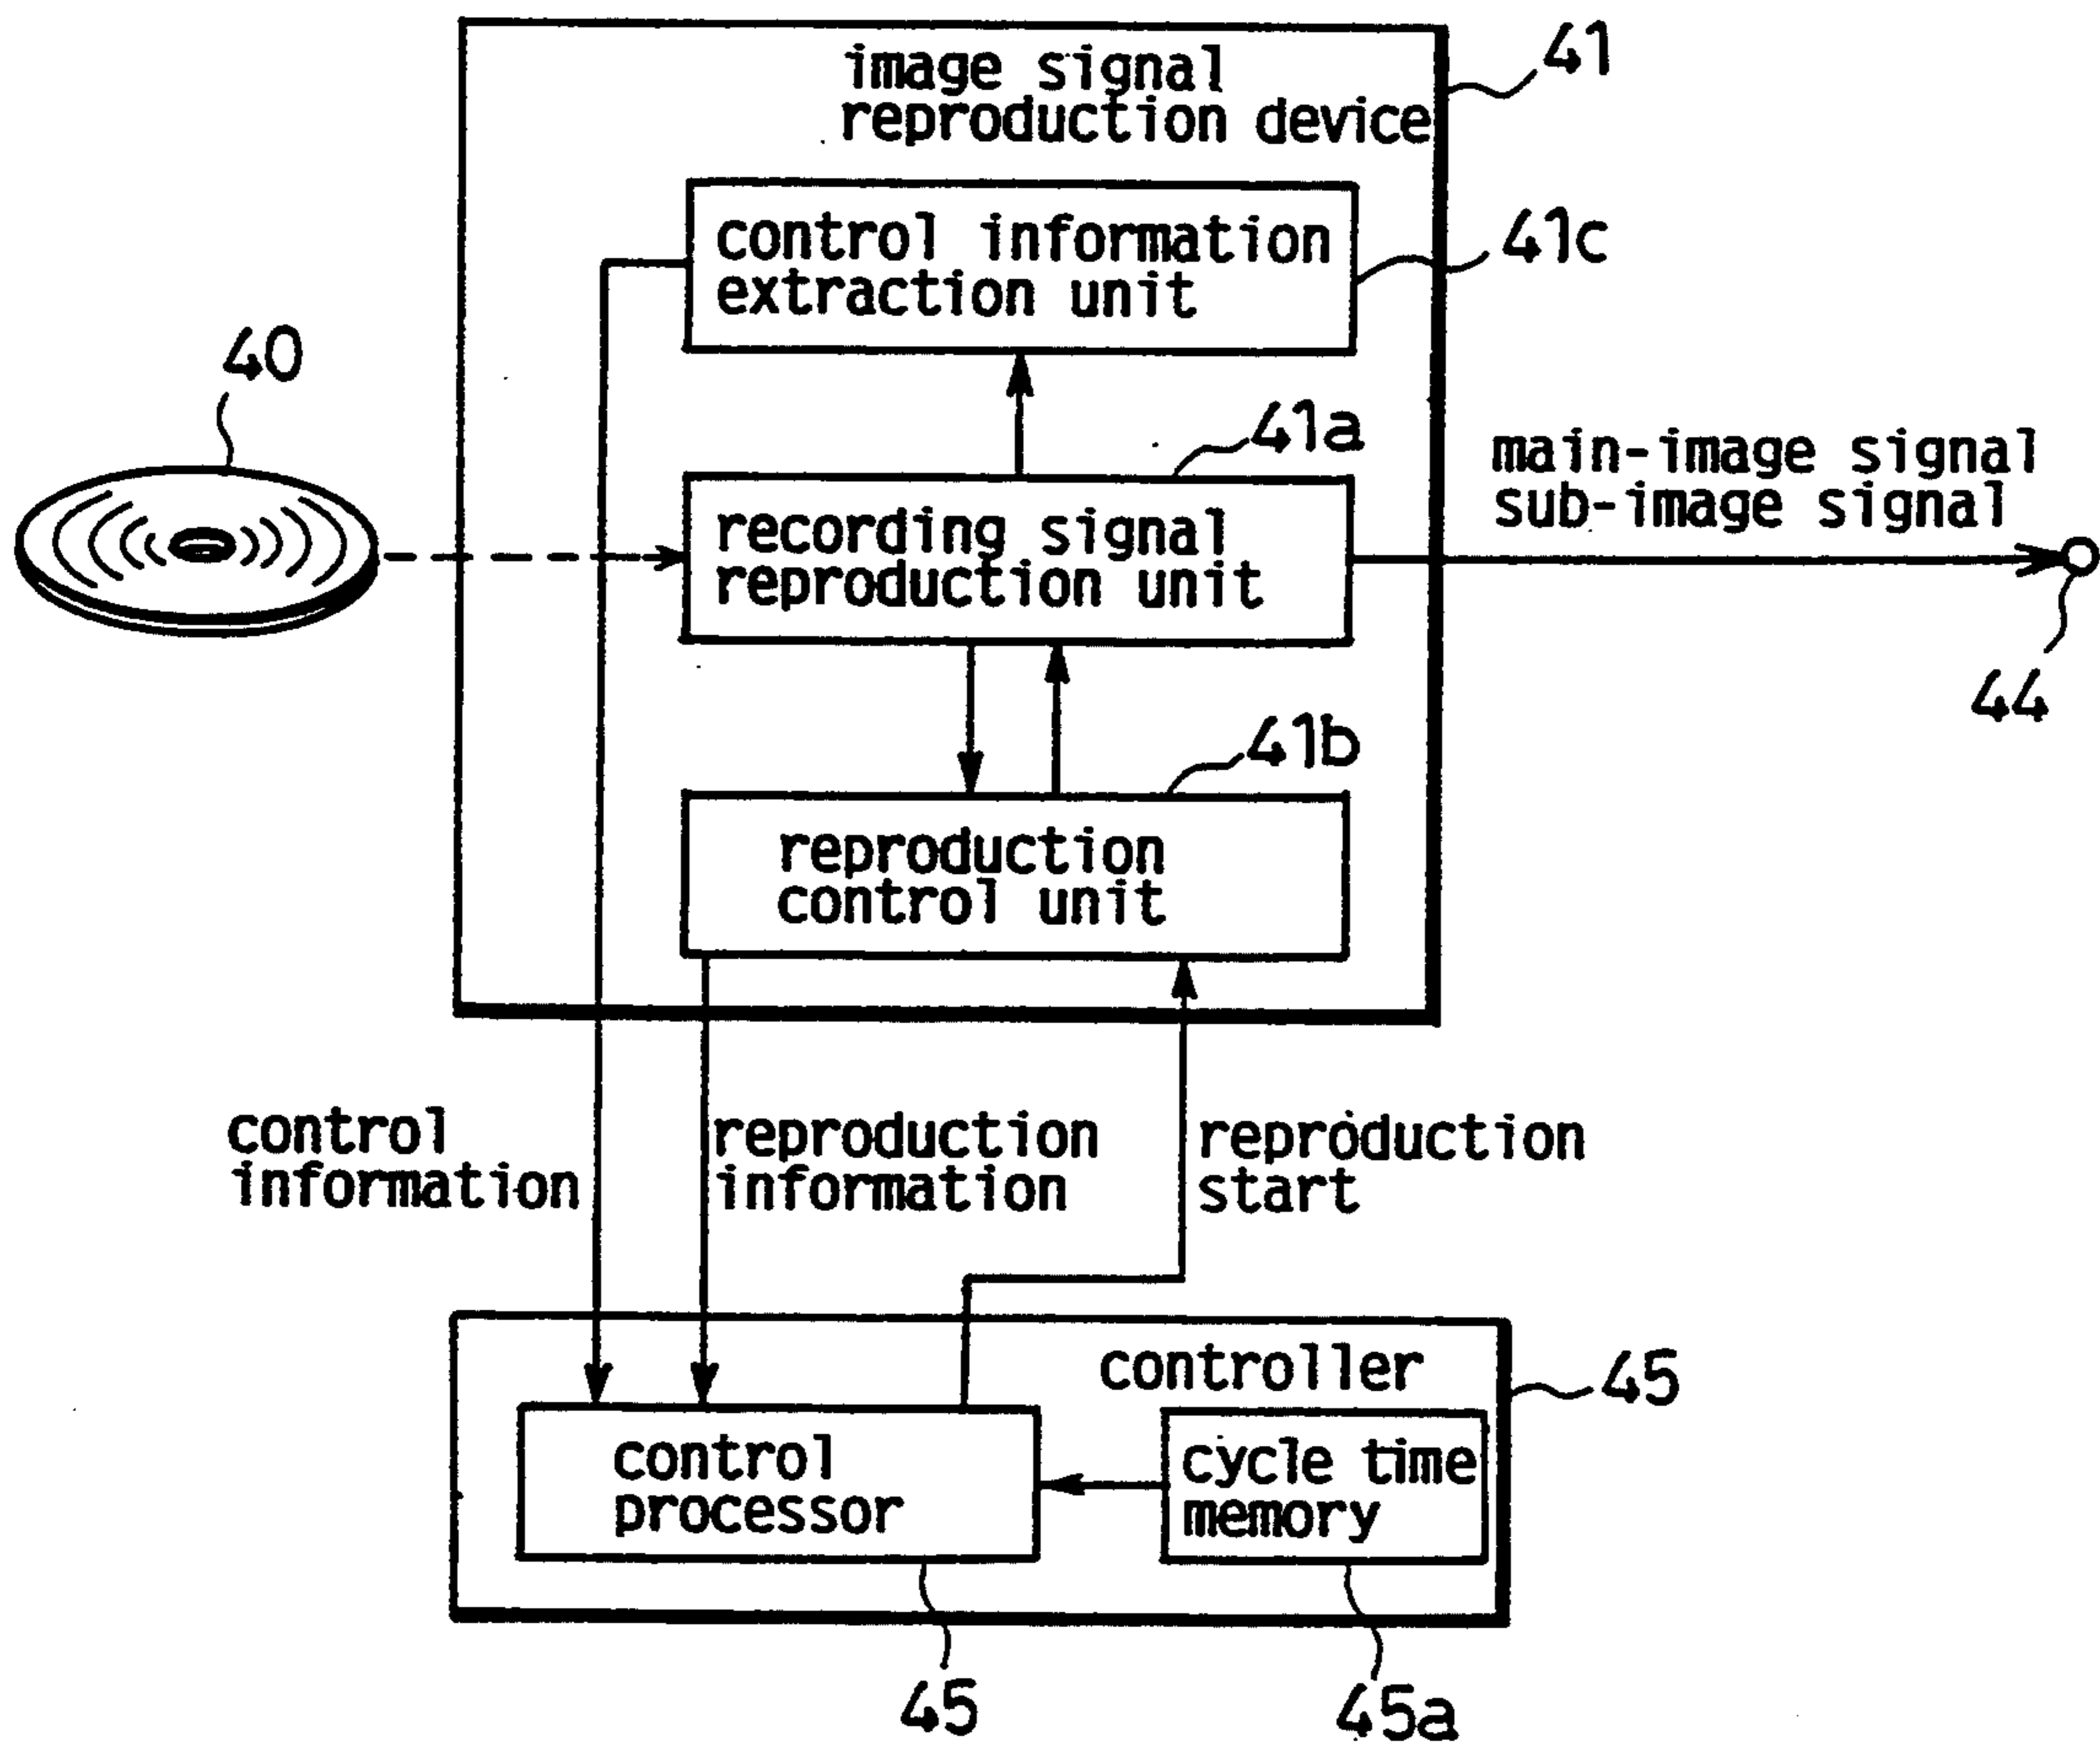 image signal
reproduction device
41
control information
extraction unit
41c
40
41a
recording signal
reproduction unit
main-image signal
sub-image signal
44
41b
reproduction
control unit
control
information
reproduction
information
reproduction
start
controller
45
control
processor
cycle time
memory
45
45a